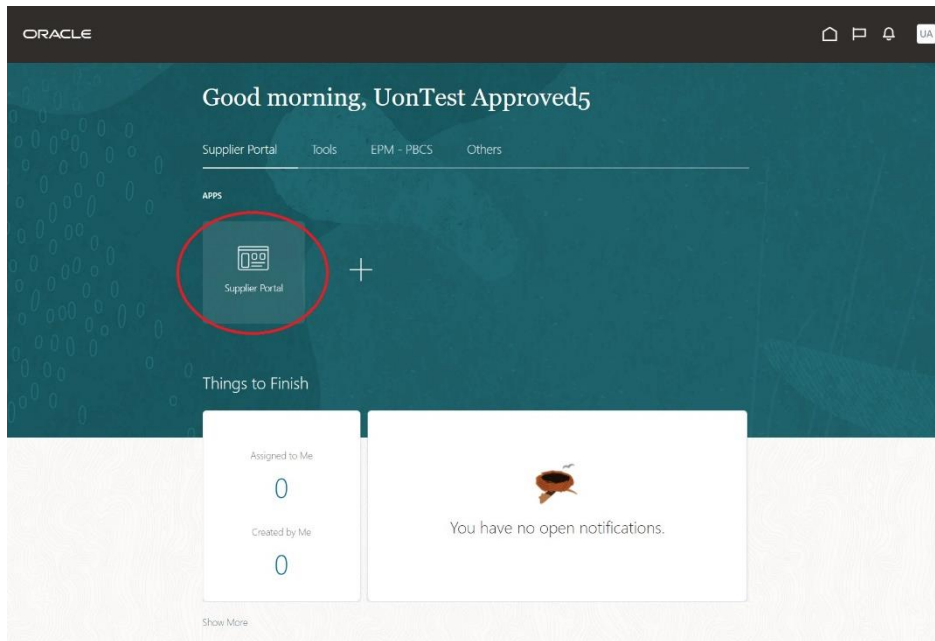 ORACLE
UA
Good morning, UonTest Approved5
Supplier Portal Tools EPM - PBCS Others
APPS
Supplier Portal
Things to Finish
Assigned to Me
0
Created by Me
0
You have no open notifications.
Show More